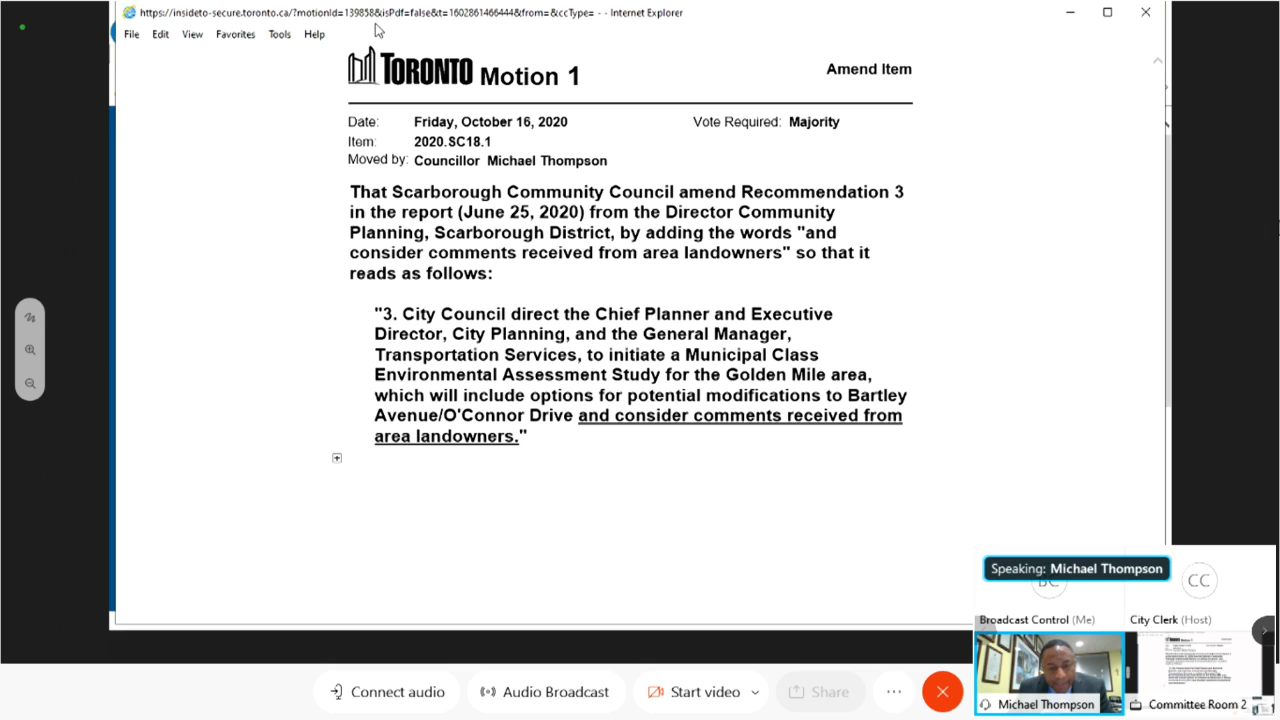 https://insideto-secure.toronto.ca/?motionId=139858&isPdf=false&t=1602861466444&from=&ccType= - - Internet Explorer
File Edit View Favorites Tools Help
TORONTO Motion 1
Amend Item
Date: Friday, October 16, 2020
Vote Required: Majority
Item: 2020.SC18.1
Moved by: Councillor Michael Thompson
That Scarborough Community Council amend Recommendation 3
in the report (June 25, 2020) from the Director Community
Planning, Scarborough District, by adding the words "and
consider comments received from area landowners" so that it
reads as follows:
"3. City Council direct the Chief Planner and Executive
Director, City Planning, and the General Manager,
Transportation Services, to initiate a Municipal Class
Environmental Assessment Study for the Golden Mile area,
which will include options for potential modifications to Bartley
Avenue/O'Connor Drive and consider comments received from
area landowners."
Speaking: Michael Thompson
BC
CC
Broadcast Control (Me)
City Clerk (Host)
Michael Thompson
Committee Room 2
Connect audio
Audio Broadcast
Start video
Share